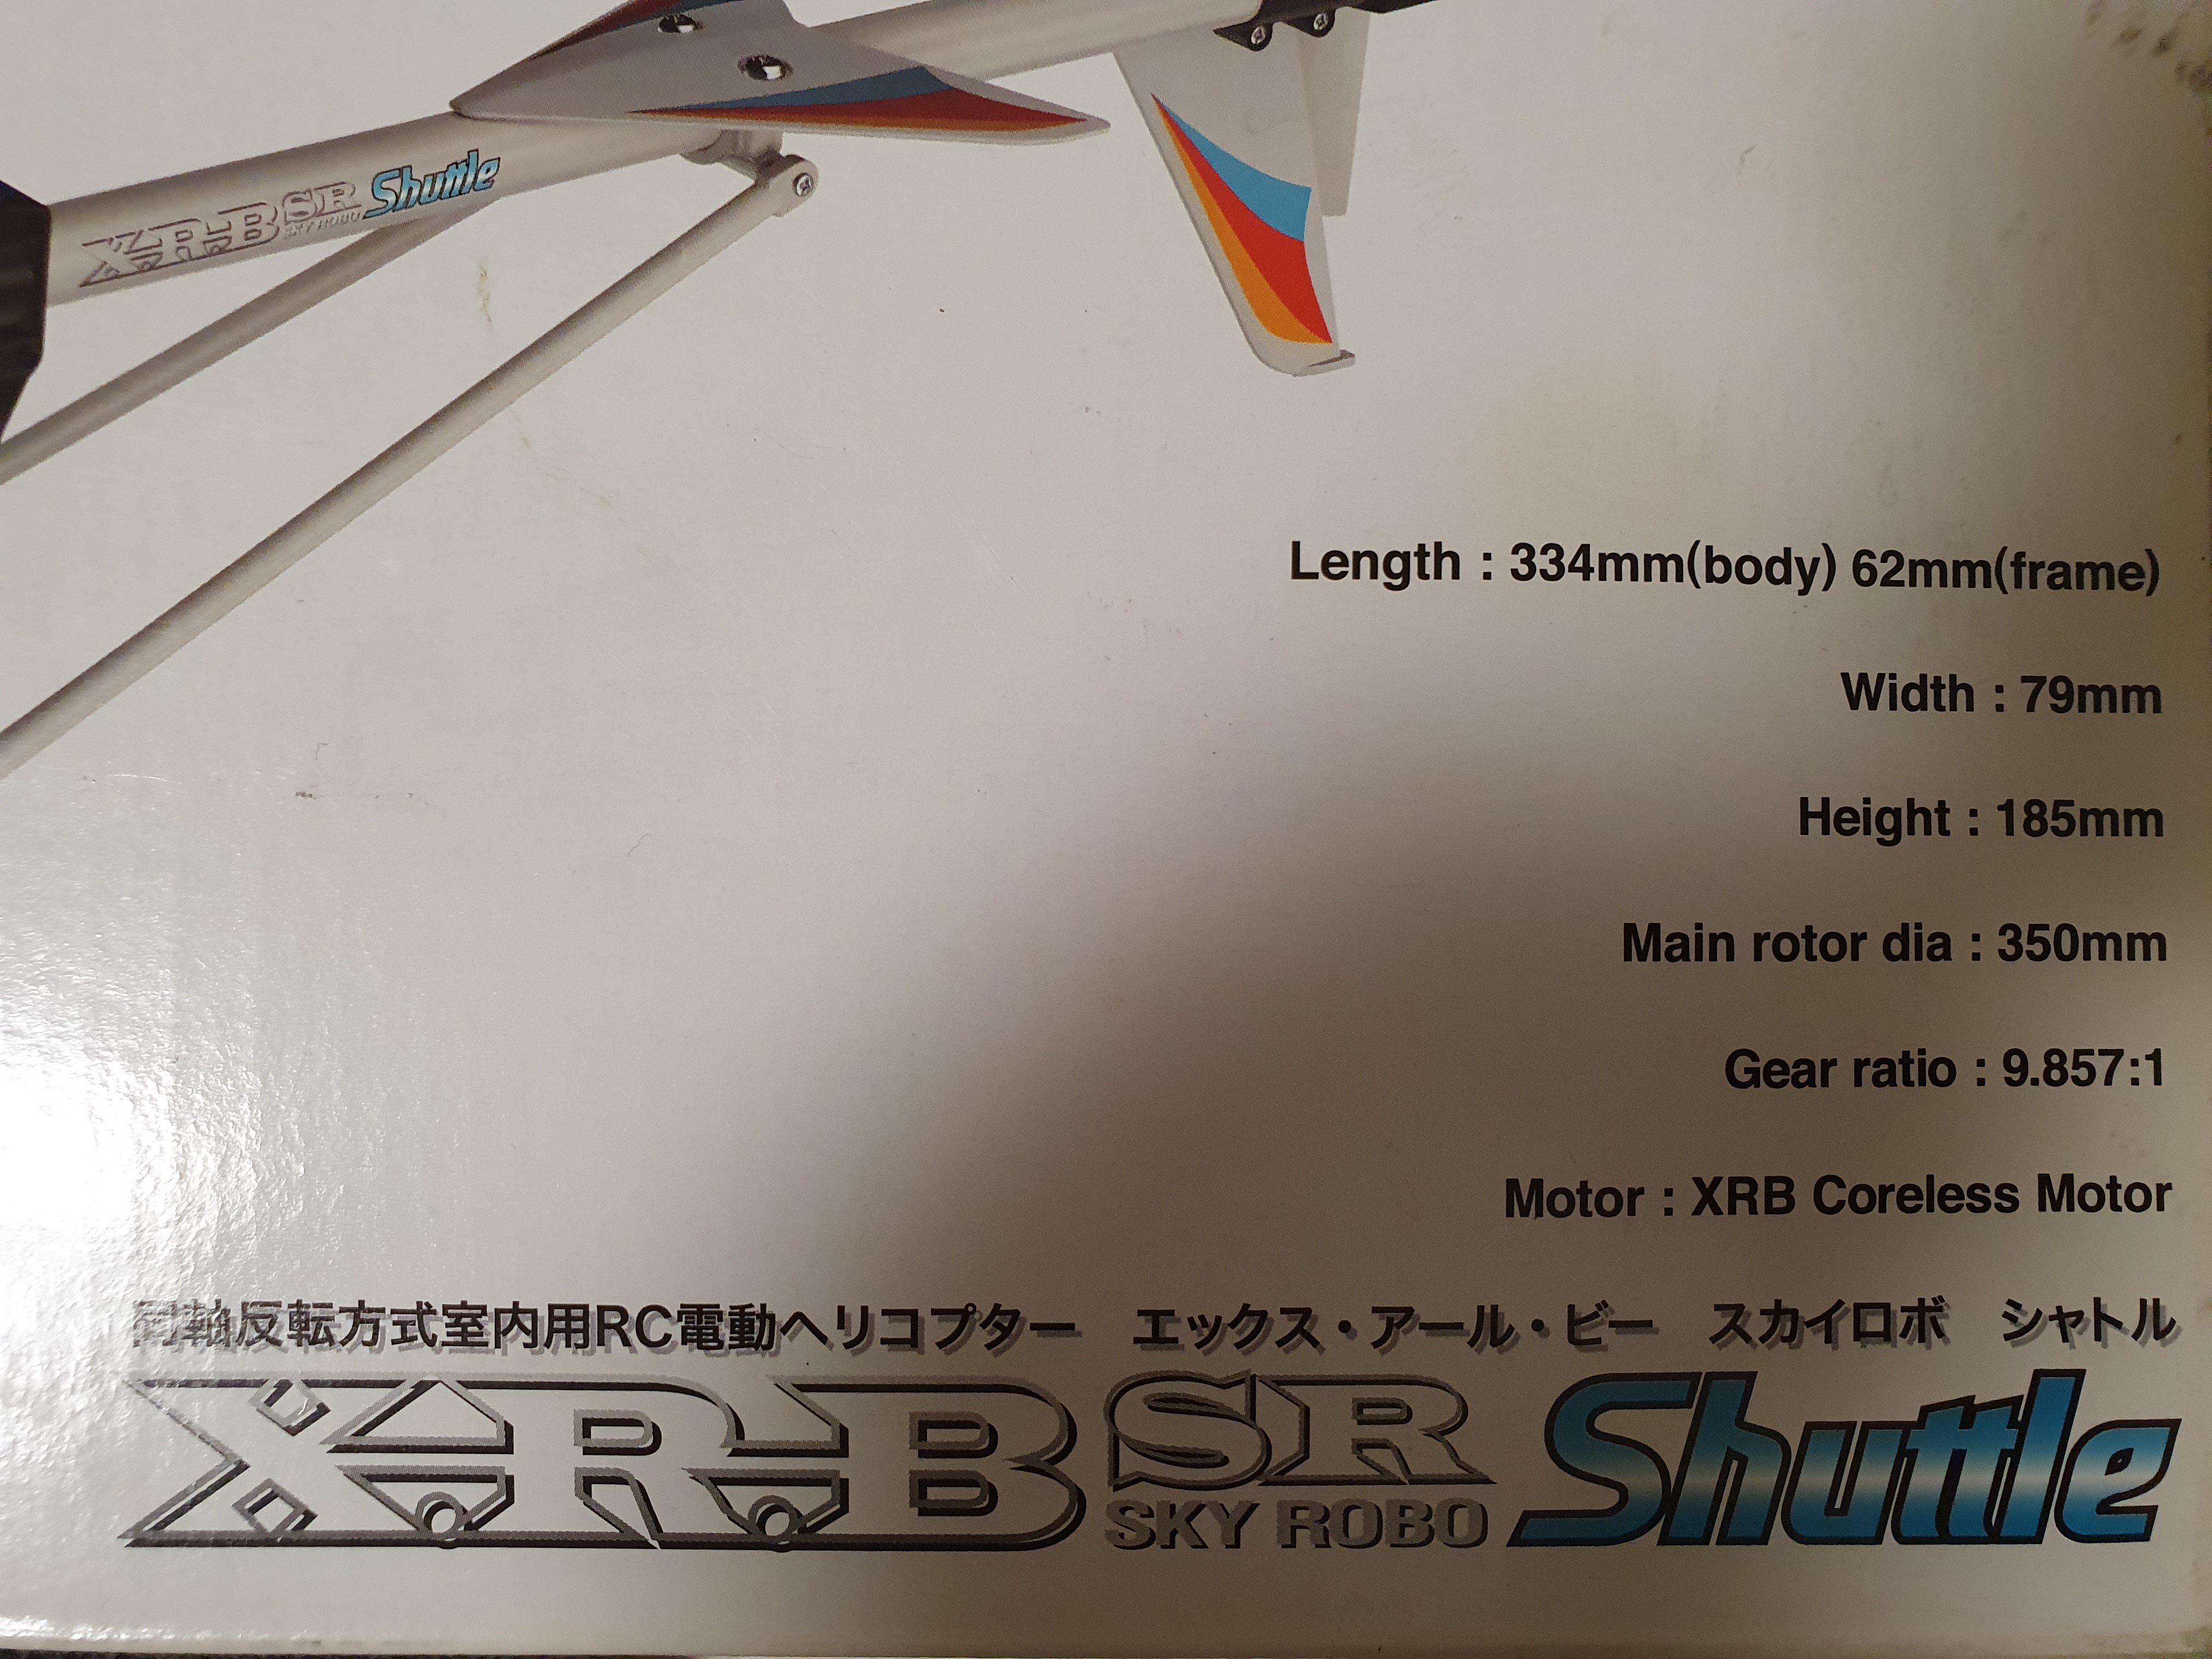 X.R.B SR Shuttle
SKY ROBO
Length : 334mm(body) 62mm(frame)
Width : 79mm
Height : 185mm
Main rotor dia : 350mm
Gear ratio : 9.857:1
Motor : XRB Coreless Motor
同軸反転方式室内用RC電動ヘリコプター エックス・アール・ビー スカイロボ シャトル
X.R.B SR Shuttle
SKY ROBO